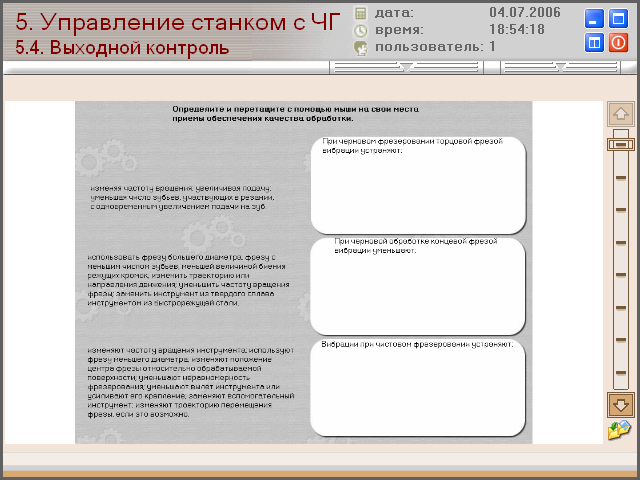 5. Управление станком с ЧГ
5.4. Выходной контроль
дата: 04.07.2006
время: 18:54:18
пользователь: 1
Определите и перетащите с помощью мыши на свои места
приемы обеспечения качества обработки.
При черновом фрезеровании торцовой фрезой
вибрации устраняют:
изменяя частоту вращения; увеличивая подачу;
уменьшая число зубьев, участвующих в резании,
с одновременным увеличением подачи на зуб.
При черновой обработке концевой фрезой
вибрации уменьшают:
использовать фрезу большего диаметра, фрезу с
меньшим числом зубьев, меньшей величиной биения
режущих кромок; изменить траекторию или
направления движения; уменьшить частоту вращения
фрезы; заменить инструмент из твердого сплава
инструментом из быстрорежущей стали.
Вибрации при чистовом фрезеровании устраняют:
изменяют частоту вращения инструмента; используют
фрезу меньшего диаметра; изменяют положение
центра фрезы относительно обрабатываемой
поверхности; уменьшают неравномерность
фрезерования; уменьшают вылет инструмента или
усиливают его крепление; заменяют вспомогательный
инструмент; изменяют траекторию перемещения
фрезы, если это возможно.